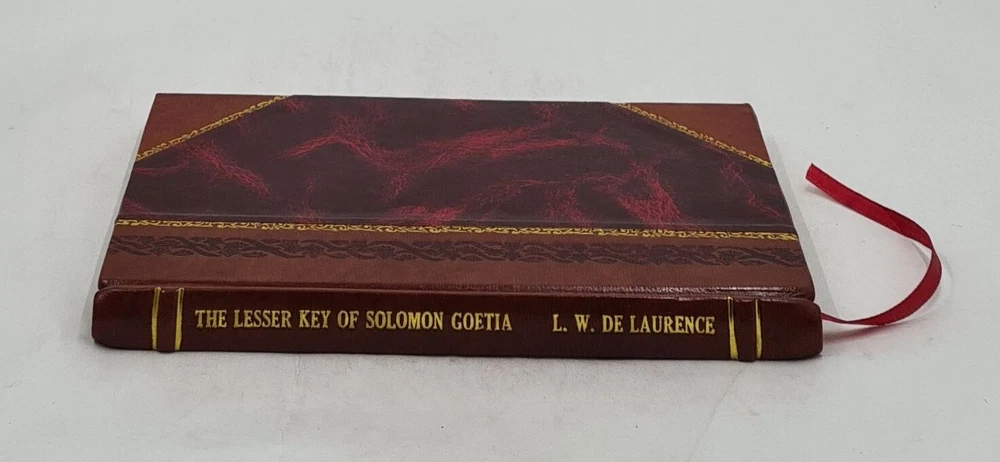 THE LESSER KEY OF SOLOMON GOETIA L. W. DE LAURENCE